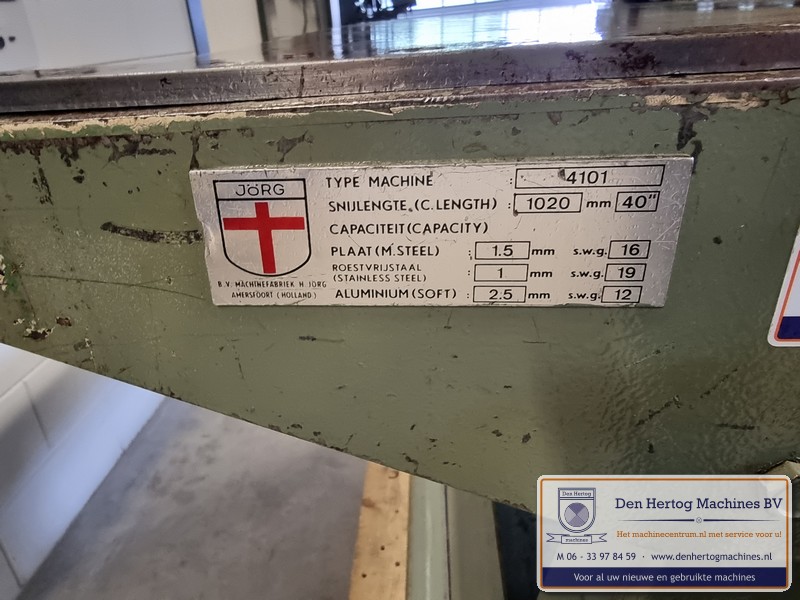 JÖRG
B.V. MACHINEFABRIEK H. JÖRG
AMERSFOORT (HOLLAND)
TYPE MACHINE : 4101
SNIJLENGTE.(C.LENGTH) : 1020 mm 40"
CAPACITEIT(CAPACITY)
PLAAT(M.STEEL) : 1.5 mm s.w.g. 16
ROESTVRIJSTAAL
(STAINLESS STEEL) : 1 mm s.w.g. 19
ALUMINIUM(SOFT) : 2.5 mm s.w.g. 12
Den Hertog
machines
Den Hertog Machines BV
Het machinecentrum.nl met service voor u!
M 06 - 33 97 84 59 · www.denhertogmachines.nl
Voor al uw nieuwe en gebruikte machines